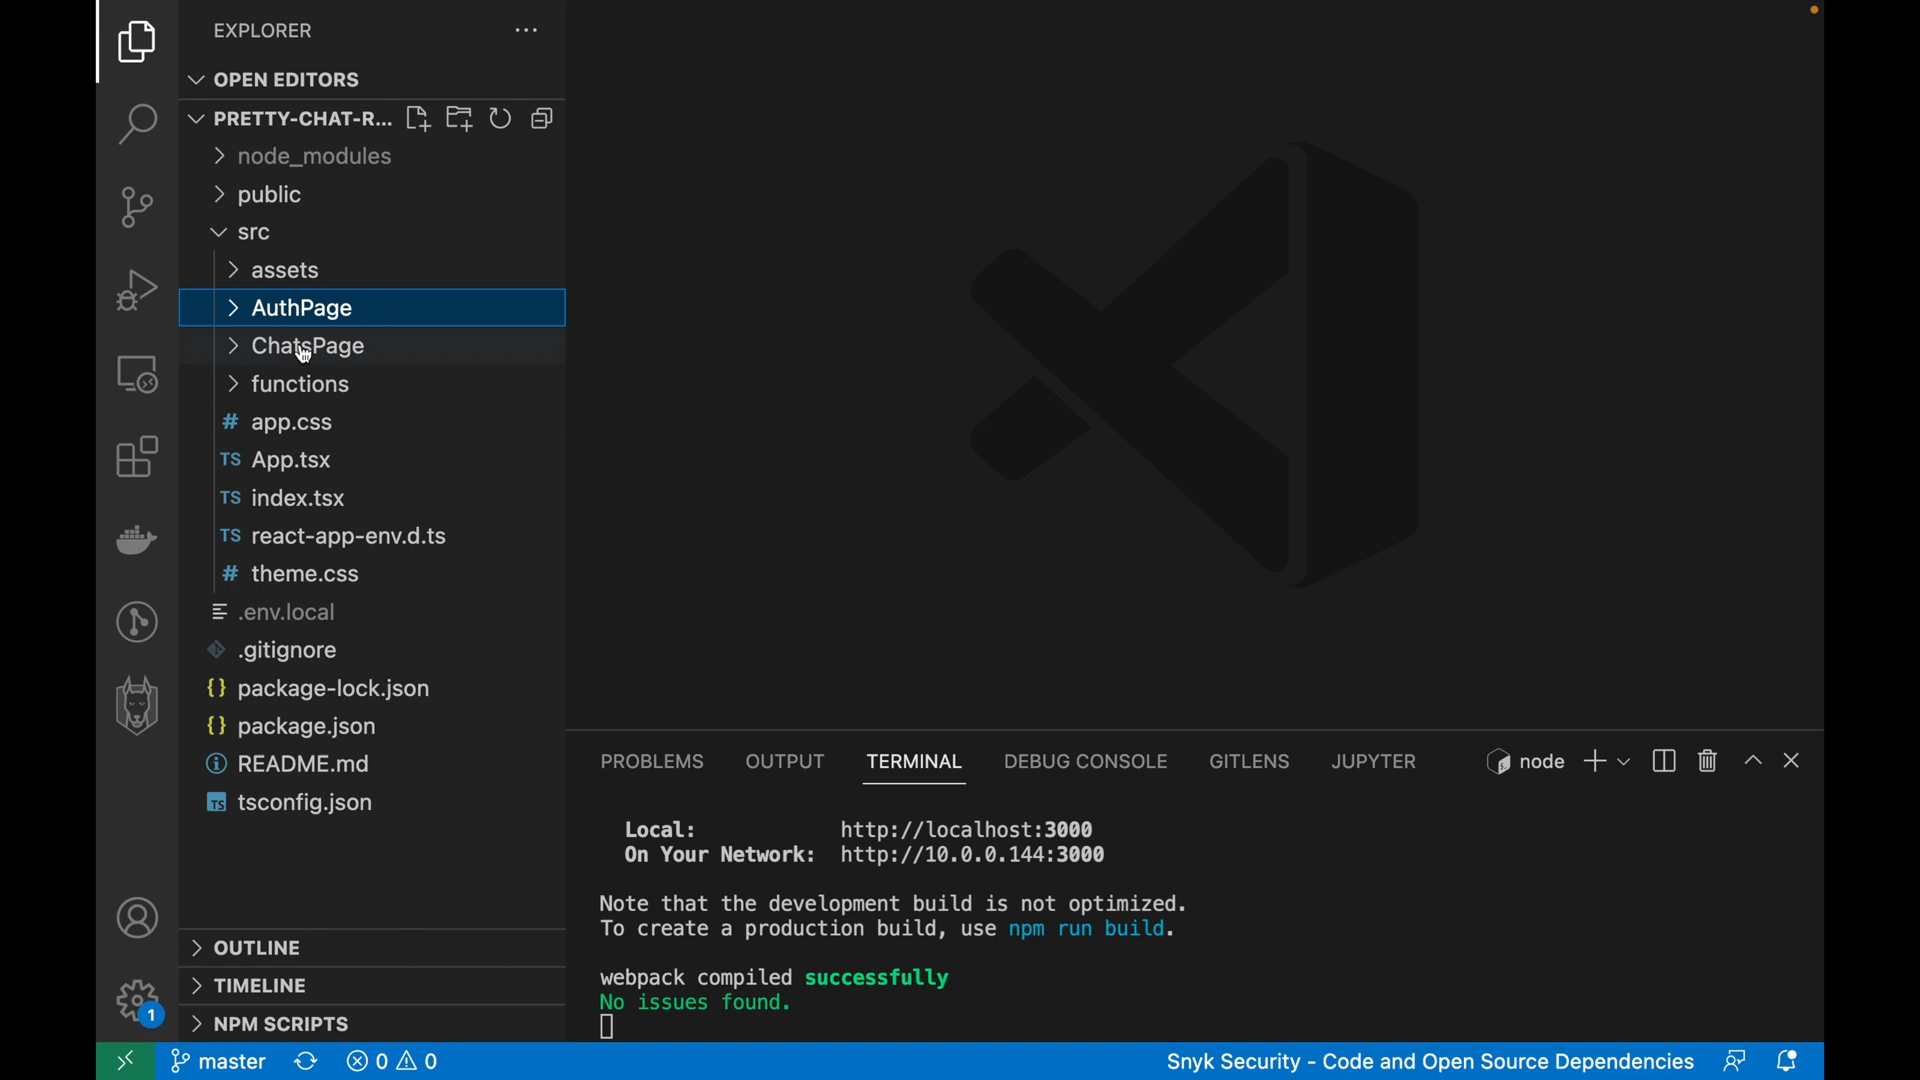 EXPLORER
OPEN EDITORS
PRETTY-CHAT-R...
node_modules
public
src
assets
AuthPage
ChatsPage
functions
# app.css
TS App.tsx
TS index.tsx
TS react-app-env.d.ts
# theme.css
.env.local
.gitignore
{} package-lock.json
{} package.json
README.md
TS tsconfig.json
OUTLINE
TIMELINE
NPM SCRIPTS
1
PROBLEMS OUTPUT TERMINAL DEBUG CONSOLE GITLENS JUPYTER node
Local: http://localhost:3000
On Your Network: http://10.0.0.144:3000
Note that the development build is not optimized.
To create a production build, use npm run build.
webpack compiled successfully
No issues found.
master 0 0 Snyk Security - Code and Open Source Dependencies